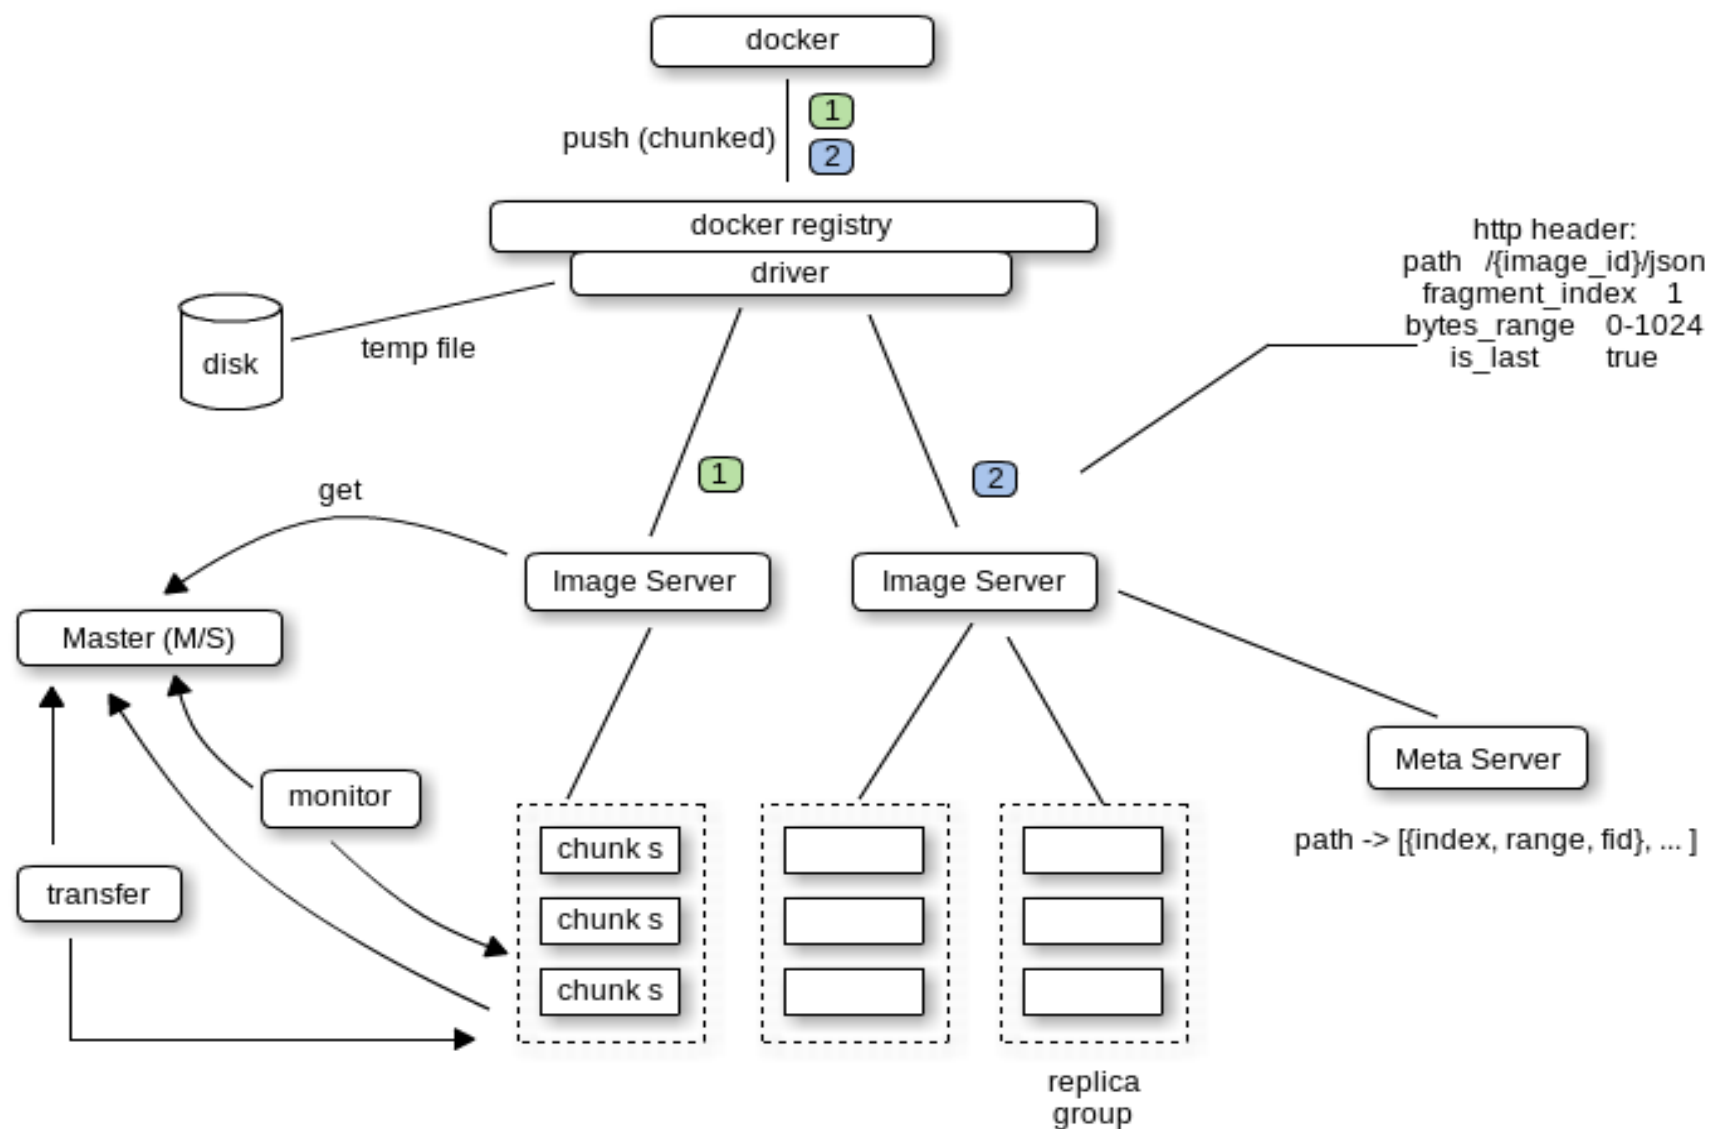 docker
1
push (chunked)
2
docker registry
driver
http header:
path /{image_id}/json
fragment_index 1
bytes_range 0-1024
is_last true
disk
temp file
1
2
get
Image Server
Image Server
Master (M/S)
monitor
Meta Server
path -> [{index, range, fid}, ... ]
transfer
chunk s
chunk s
chunk s
replica
group